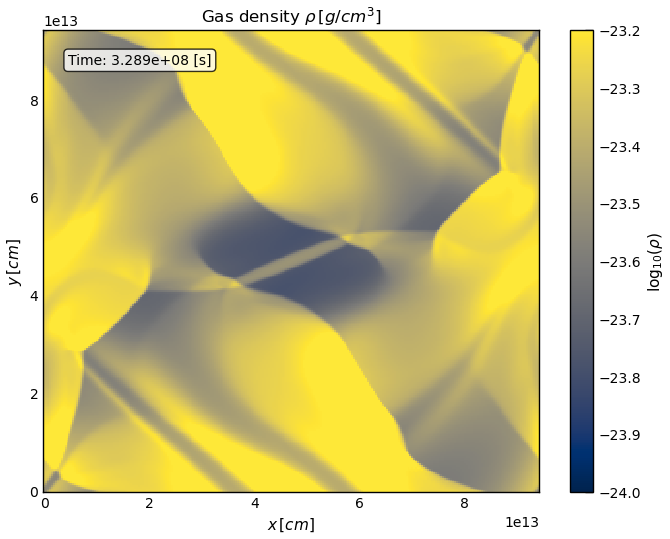 Gas density ρ [g/cm³]
1e13
Time: 3.289e+08 [s]
8
6
4
2
0
y [cm]
0
2
4
6
8
1e13
x [cm]
−23.2
−23.3
−23.4
−23.5
−23.6
−23.7
−23.8
−23.9
−24.0
log₁₀(ρ)